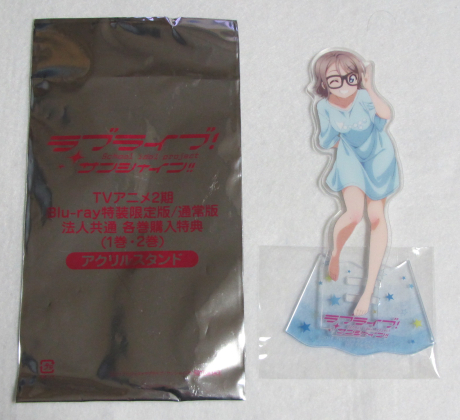 ラブライブ!
サンシャイン!!
TVアニメ2期
Blu-ray特装限定版/通常版
法人共通 各巻購入特典
(1巻・2巻)
アクリルスタンド
ラブライブ!
サンシャイン!!